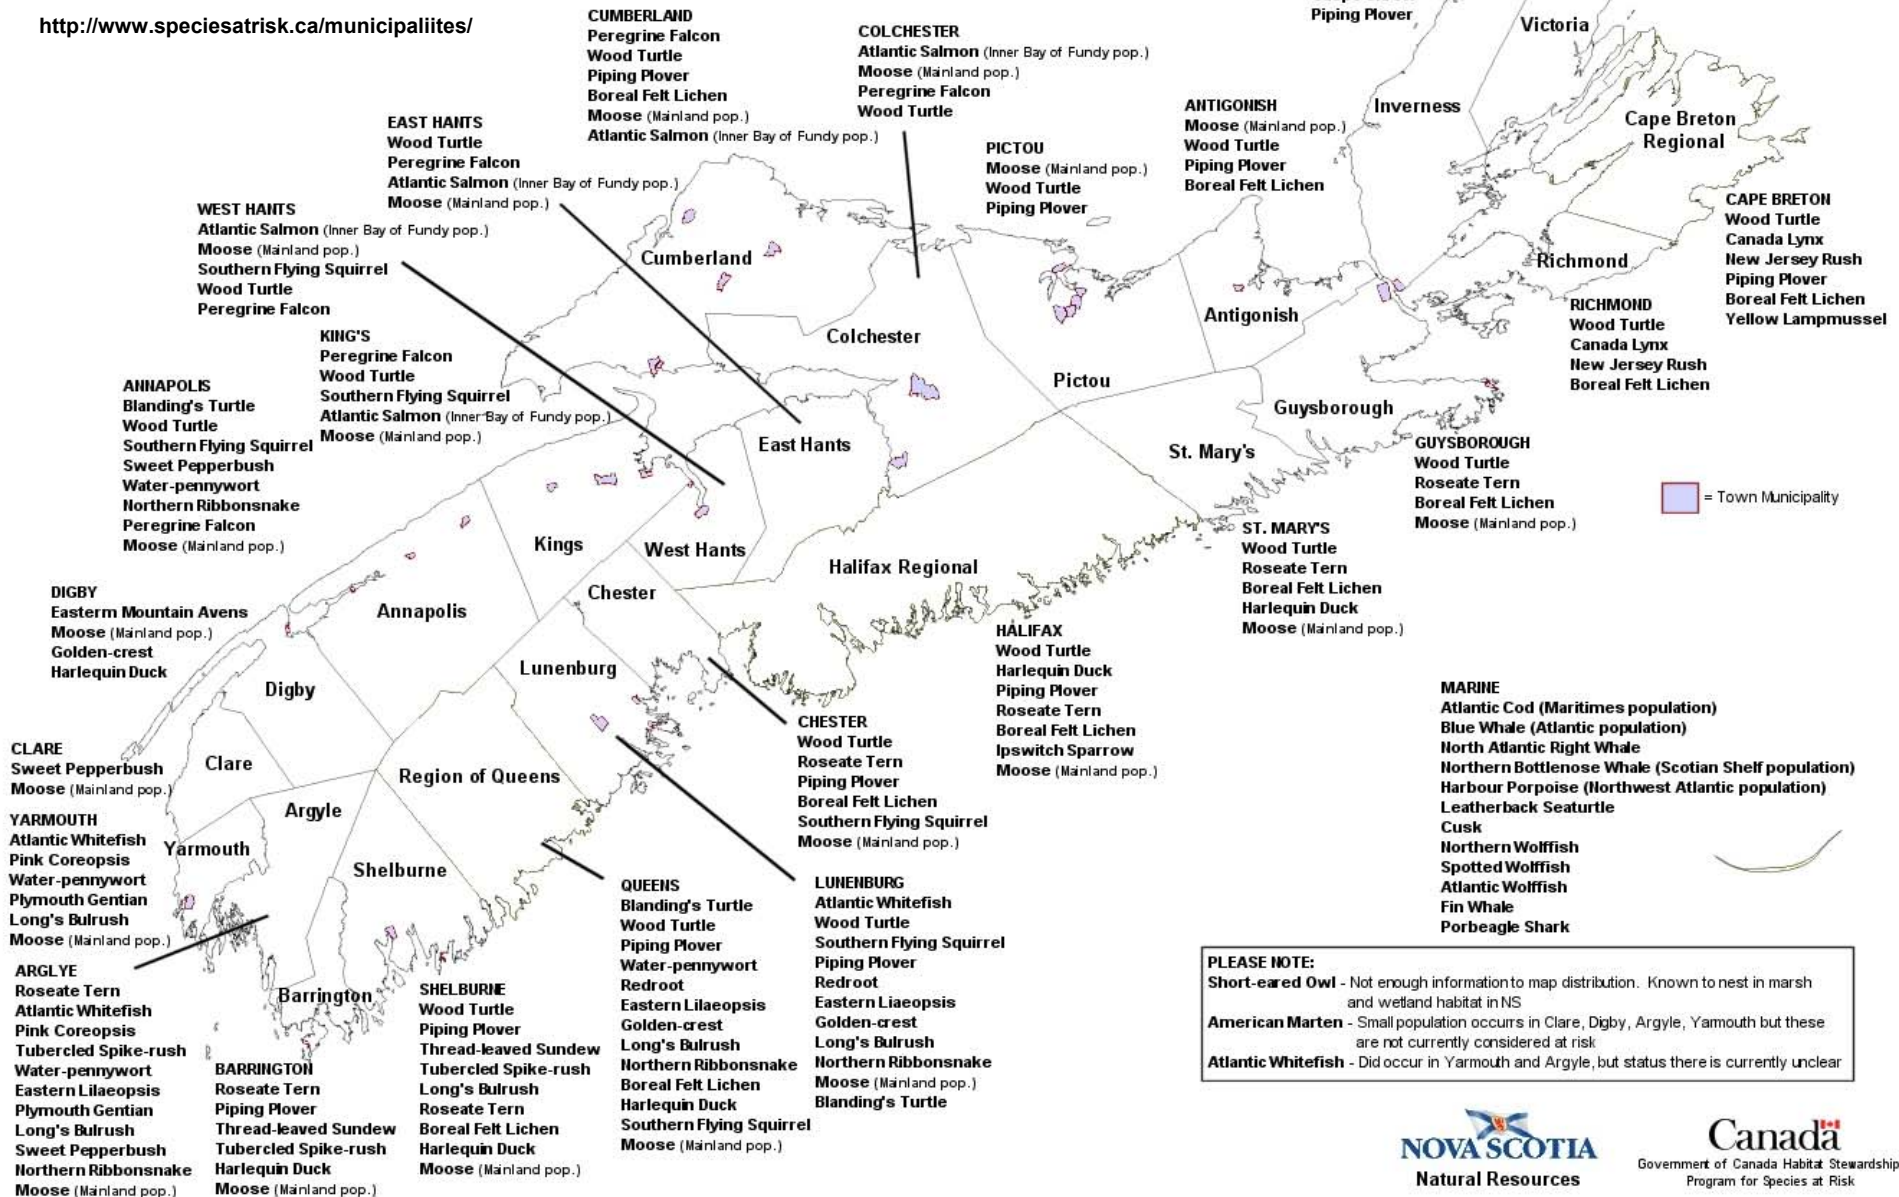 http://www.speciesatrisk.ca/municipaliites/
CUMBERLAND
Peregrine Falcon
Wood Turtle
Piping Plover
Boreal Felt Lichen
Moose (Mainland pop.)
Atlantic Salmon (Inner Bay of Fundy pop.)
COLCHESTER
Atlantic Salmon (Inner Bay of Fundy pop.)
Moose (Mainland pop.)
Peregrine Falcon
Wood Turtle
Piping Plover
Victoria
Inverness
Cape Breton
Regional
EAST HANTS
Wood Turtle
Peregrine Falcon
Atlantic Salmon (Inner Bay of Fundy pop.)
Moose (Mainland pop.)
PICTOU
Moose (Mainland pop.)
Wood Turtle
Piping Plover
ANTIGONISH
Moose (Mainland pop.)
Wood Turtle
Piping Plover
Boreal Felt Lichen
WEST HANTS
Atlantic Salmon (Inner Bay of Fundy pop.)
Moose (Mainland pop.)
Southern Flying Squirrel
Wood Turtle
Peregrine Falcon
CAPE BRETON
Wood Turtle
Canada Lynx
New Jersey Rush
Piping Plover
Boreal Felt Lichen
Yellow Lampmussel
Cumberland
Richmond
RICHMOND
Wood Turtle
Canada Lynx
New Jersey Rush
Boreal Felt Lichen
KING'S
Peregrine Falcon
Wood Turtle
Southern Flying Squirrel
Atlantic Salmon (Inner Bay of Fundy pop.)
Moose (Mainland pop.)
Colchester
Antigonish
Pictou
Guysborough
ANNAPOLIS
Blanding's Turtle
Wood Turtle
Southern Flying Squirrel
Sweet Pepperbush
Water-pennywort
Northern Ribbonsnake
Peregrine Falcon
Moose (Mainland pop.)
East Hants
St. Mary's
GUYSBOROUGH
Wood Turtle
Roseate Tern
Boreal Felt Lichen
Moose (Mainland pop.)
= Town Municipality
Kings
West Hants
Halifax Regional
ST. MARY'S
Wood Turtle
Roseate Tern
Boreal Felt Lichen
Harlequin Duck
Moose (Mainland pop.)
DIGBY
Easterm Mountain Avens
Moose (Mainland pop.)
Golden-crest
Harlequin Duck
Annapolis
Chester
Lunenburg
Digby
HALIFAX
Wood Turtle
Harlequin Duck
Piping Plover
Roseate Tern
Boreal Felt Lichen
Ipswitch Sparrow
Moose (Mainland pop.)
MARINE
Atlantic Cod (Maritimes population)
Blue Whale (Atlantic population)
North Atlantic Right Whale
Northern Bottlenose Whale (Scotian Shelf population)
Harbour Porpoise (Northwest Atlantic population)
Leatherback Seaturtle
Cusk
Northern Wolffish
Spotted Wolffish
Atlantic Wolffish
Fin Whale
Porbeagle Shark
CLARE
Sweet Pepperbush
Moose (Mainland pop.)
Clare
Region of Queens
CHESTER
Wood Turtle
Roseate Tern
Piping Plover
Boreal Felt Lichen
Southern Flying Squirrel
Moose (Mainland pop.)
Argyle
YARMOUTH
Atlantic Whitefish
Pink Coreopsis
Water-pennywort
Plymouth Gentian
Long's Bulrush
Moose (Mainland pop.)
Yarmouth
Shelburne
Barrington
ARGLYE
Roseate Tern
Atlantic Whitefish
Pink Coreopsis
Tubercled Spike-rush
Water-pennywort
Eastern Lilaeopsis
Plymouth Gentian
Long's Bulrush
Sweet Pepperbush
Northern Ribbonsnake
Moose (Mainland pop.)
BARRINGTON
Roseate Tern
Piping Plover
Thread-leaved Sundew
Tubercled Spike-rush
Harlequin Duck
Moose (Mainland pop.)
SHELBURNE
Wood Turtle
Piping Plover
Thread-leaved Sundew
Tubercled Spike-rush
Long's Bulrush
Roseate Tern
Boreal Felt Lichen
Harlequin Duck
Moose (Mainland pop.)
QUEENS
Blanding's Turtle
Wood Turtle
Piping Plover
Water-pennywort
Redroot
Eastern Lilaeopsis
Golden-crest
Long's Bulrush
Northern Ribbonsnake
Boreal Felt Lichen
Harlequin Duck
Southern Flying Squirrel
Moose (Mainland pop.)
LUNENBURG
Atlantic Whitefish
Wood Turtle
Southern Flying Squirrel
Piping Plover
Redroot
Eastern Liaeopsis
Golden-crest
Long's Bulrush
Northern Ribbonsnake
Moose (Mainland pop.)
Blanding's Turtle
PLEASE NOTE:
Short-eared Owl - Not enough information to map distribution. Known to nest in marsh
and wetland habitat in NS
American Marten - Small population occurrs in Clare, Digby, Argyle, Yarmouth but these
are not currently considered at risk
Atlantic Whitefish - Did occur in Yarmouth and Argyle, but status there is currently unclear
NOVA SCOTIA
Natural Resources
Canada
Government of Canada Habitat Stewardship
Program for Species at Risk